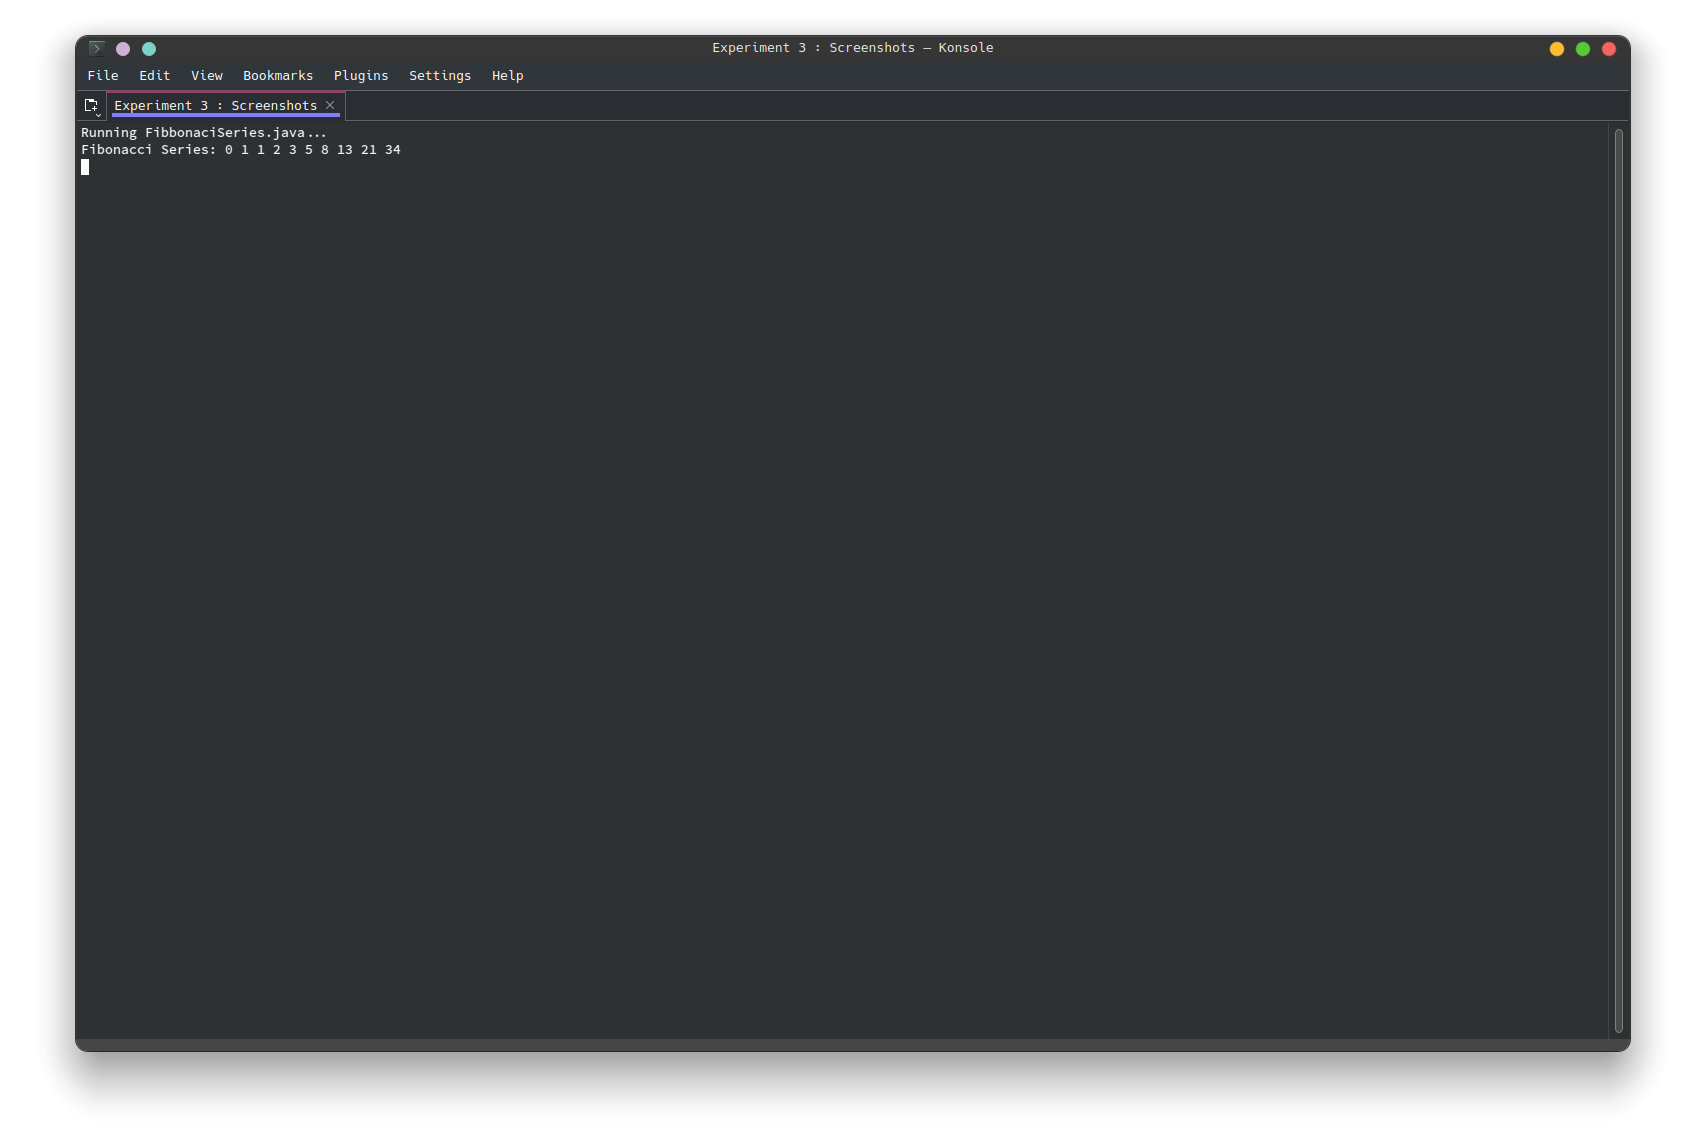 Experiment 3 : Screenshots — Konsole
File Edit View Bookmarks Plugins Settings Help
Experiment 3 : Screenshots
Running FibbonaciSeries.java...
Fibonacci Series: 0 1 1 2 3 5 8 13 21 34